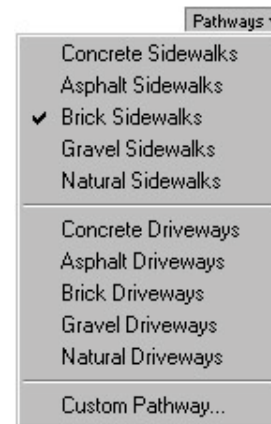 Pathways
Concrete Sidewalks
Asphalt Sidewalks
Brick Sidewalks
Gravel Sidewalks
Natural Sidewalks
Concrete Driveways
Asphalt Driveways
Brick Driveways
Gravel Driveways
Natural Driveways
Custom Pathway...